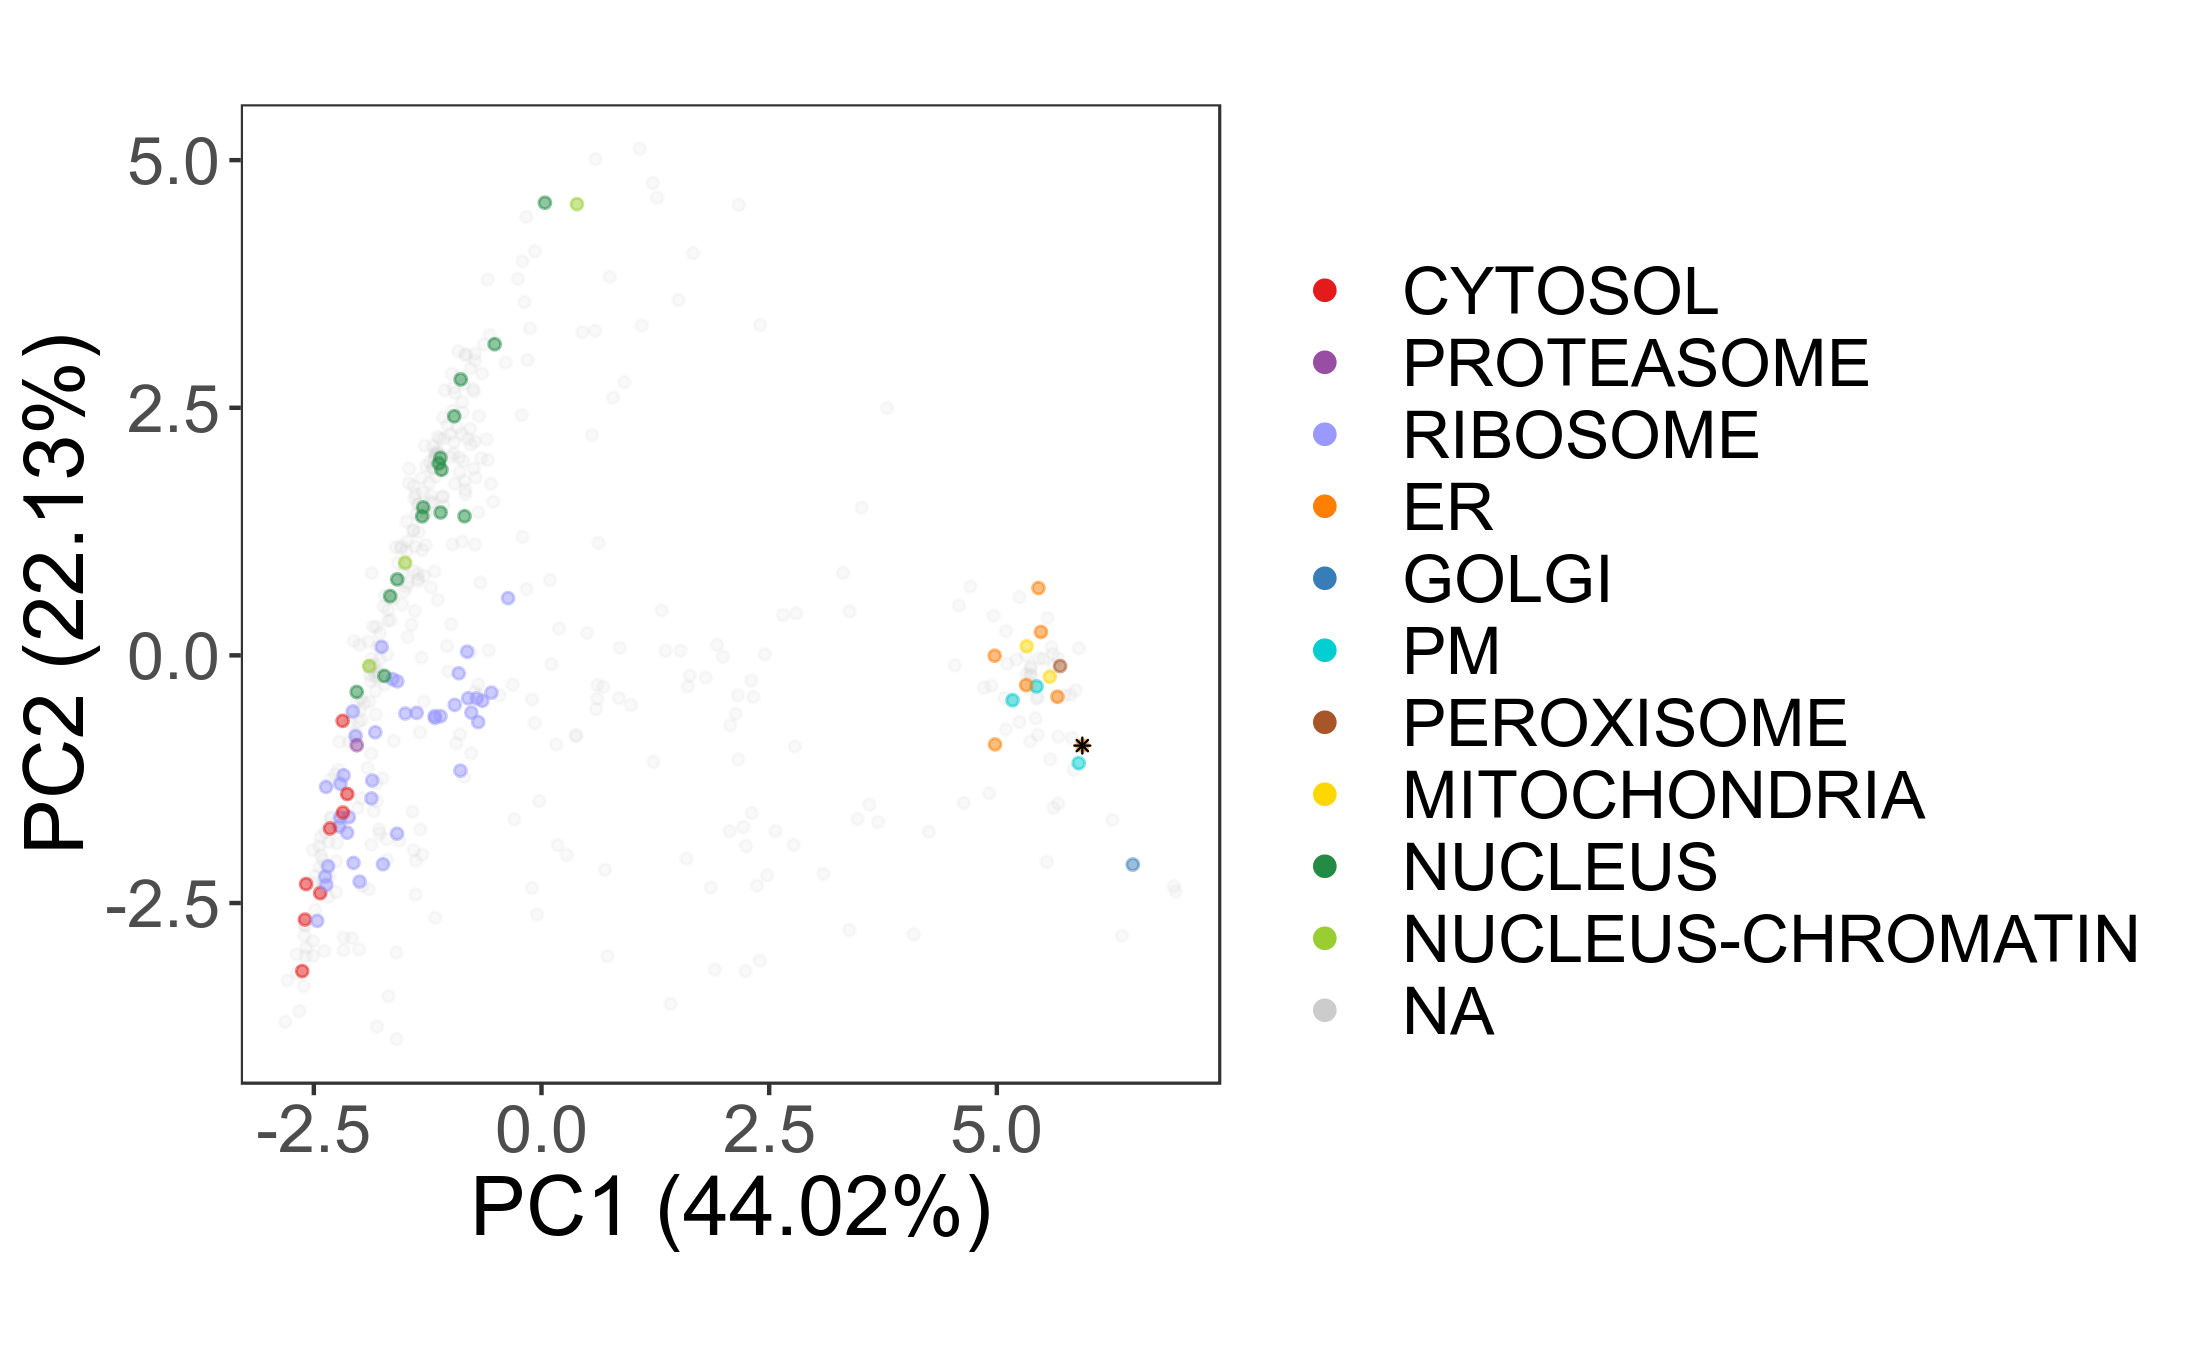 PC2 (22.13%)
5.0
2.5
0.0
-2.5
-2.5
0.0
2.5
5.0
PC1 (44.02%)
CYTOSOL
PROTEASOME
RIBOSOME
ER
GOLGI
PM
PEROXISOME
MITOCHONDRIA
NUCLEUS
NUCLEUS-CHROMATIN
NA